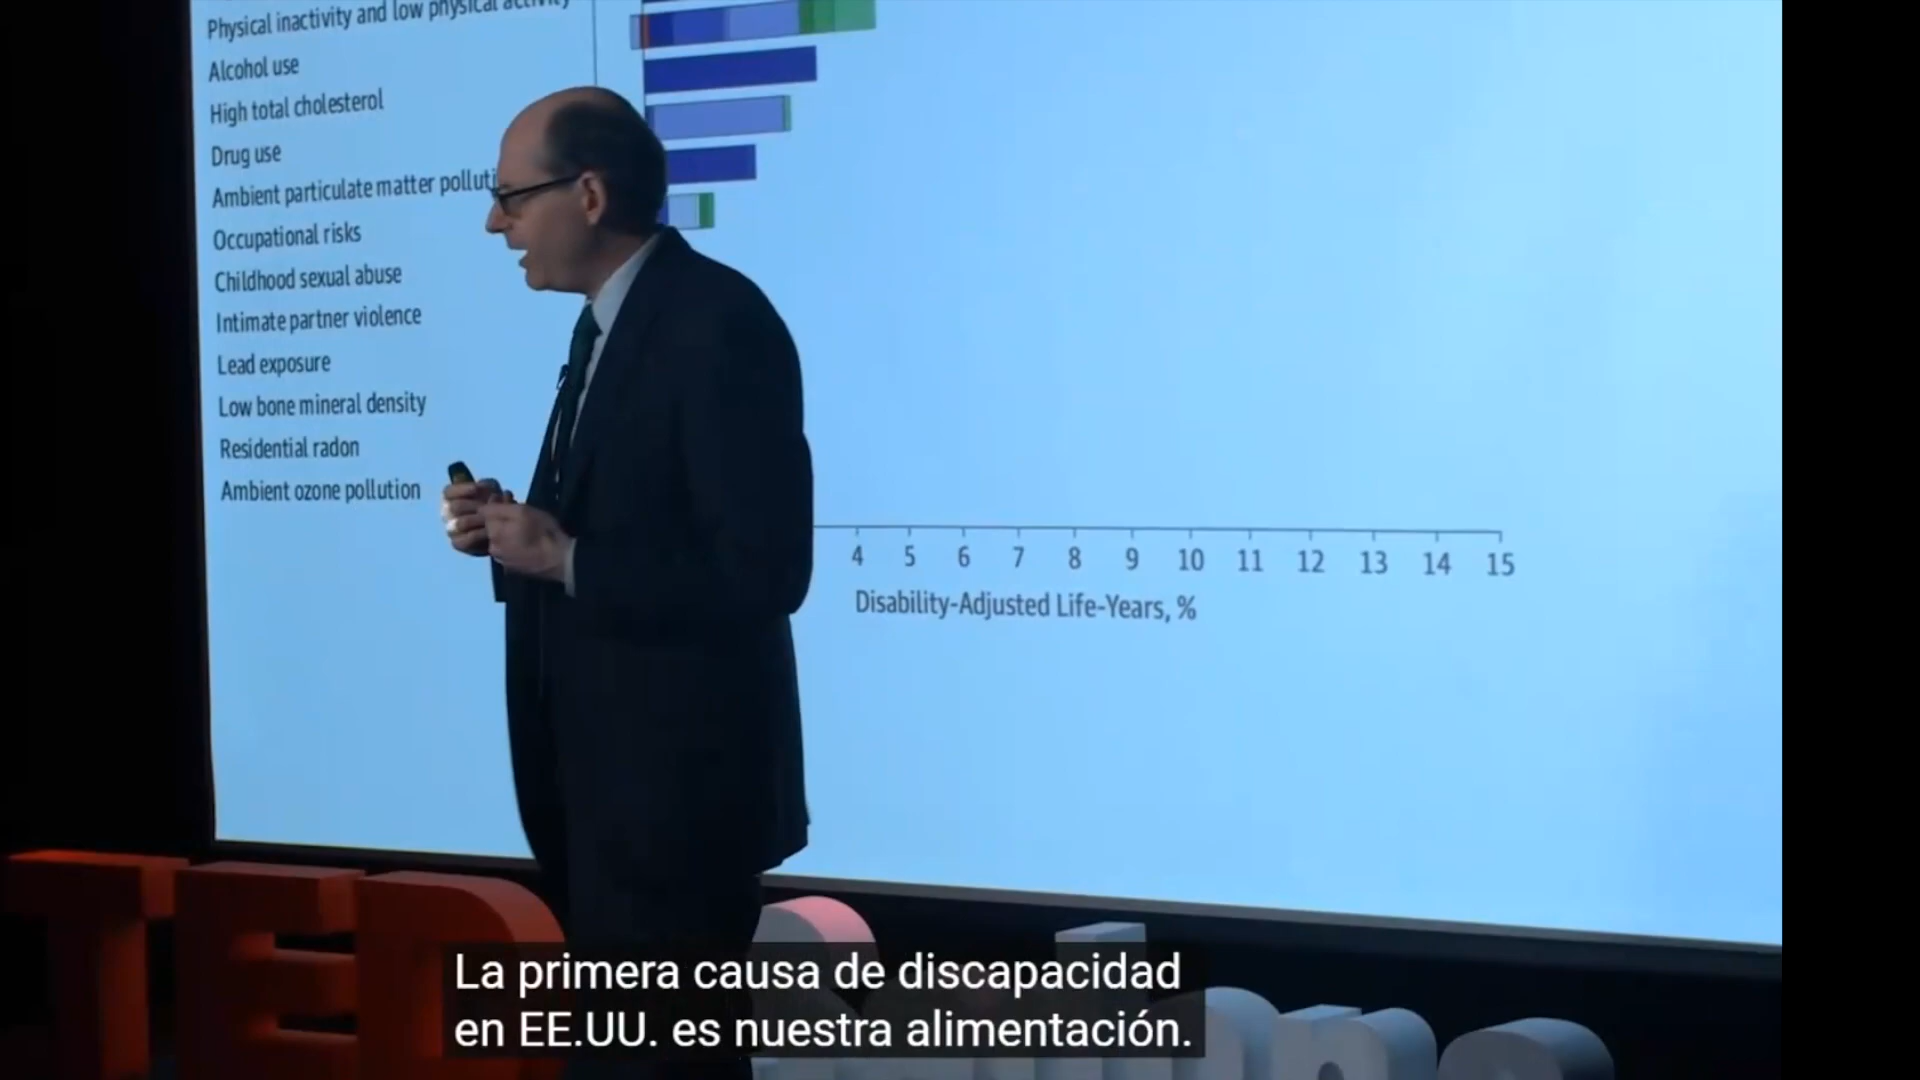 Physical inactivity and low physical activity
Alcohol use
High total cholesterol
Drug use
Ambient particulate matter polluti
Occupational risks
Childhood sexual abuse
Intimate partner violence
Lead exposure
Low bone mineral density
Residential radon
Ambient ozone pollution
4 5 6 7 8 9 10 11 12 13 14 15
Disability-Adjusted Life-Years, %
TED
La primera causa de discapacidad
en EE.UU. es nuestra alimentación.